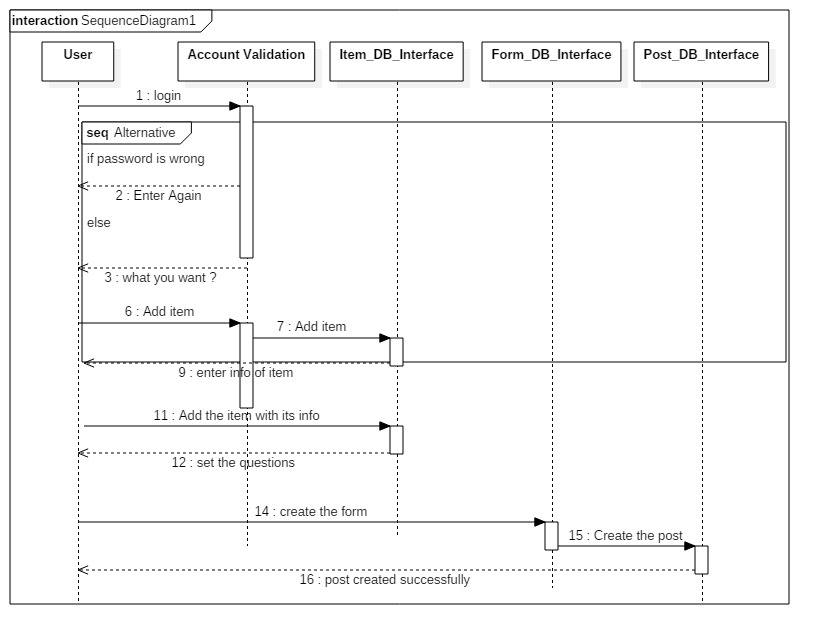 interaction SequenceDiagram1
User
Account Validation
Item_DB_Interface
Form_DB_Interface
Post_DB_Interface
1 : login
seq Alternative
if password is wrong
2 : Enter Again
else
3 : what you want ?
6 : Add item
7 : Add item
9 : enter info of item
11 : Add the item with its info
12 : set the questions
14 : create the form
15 : Create the post
16 : post created successfully